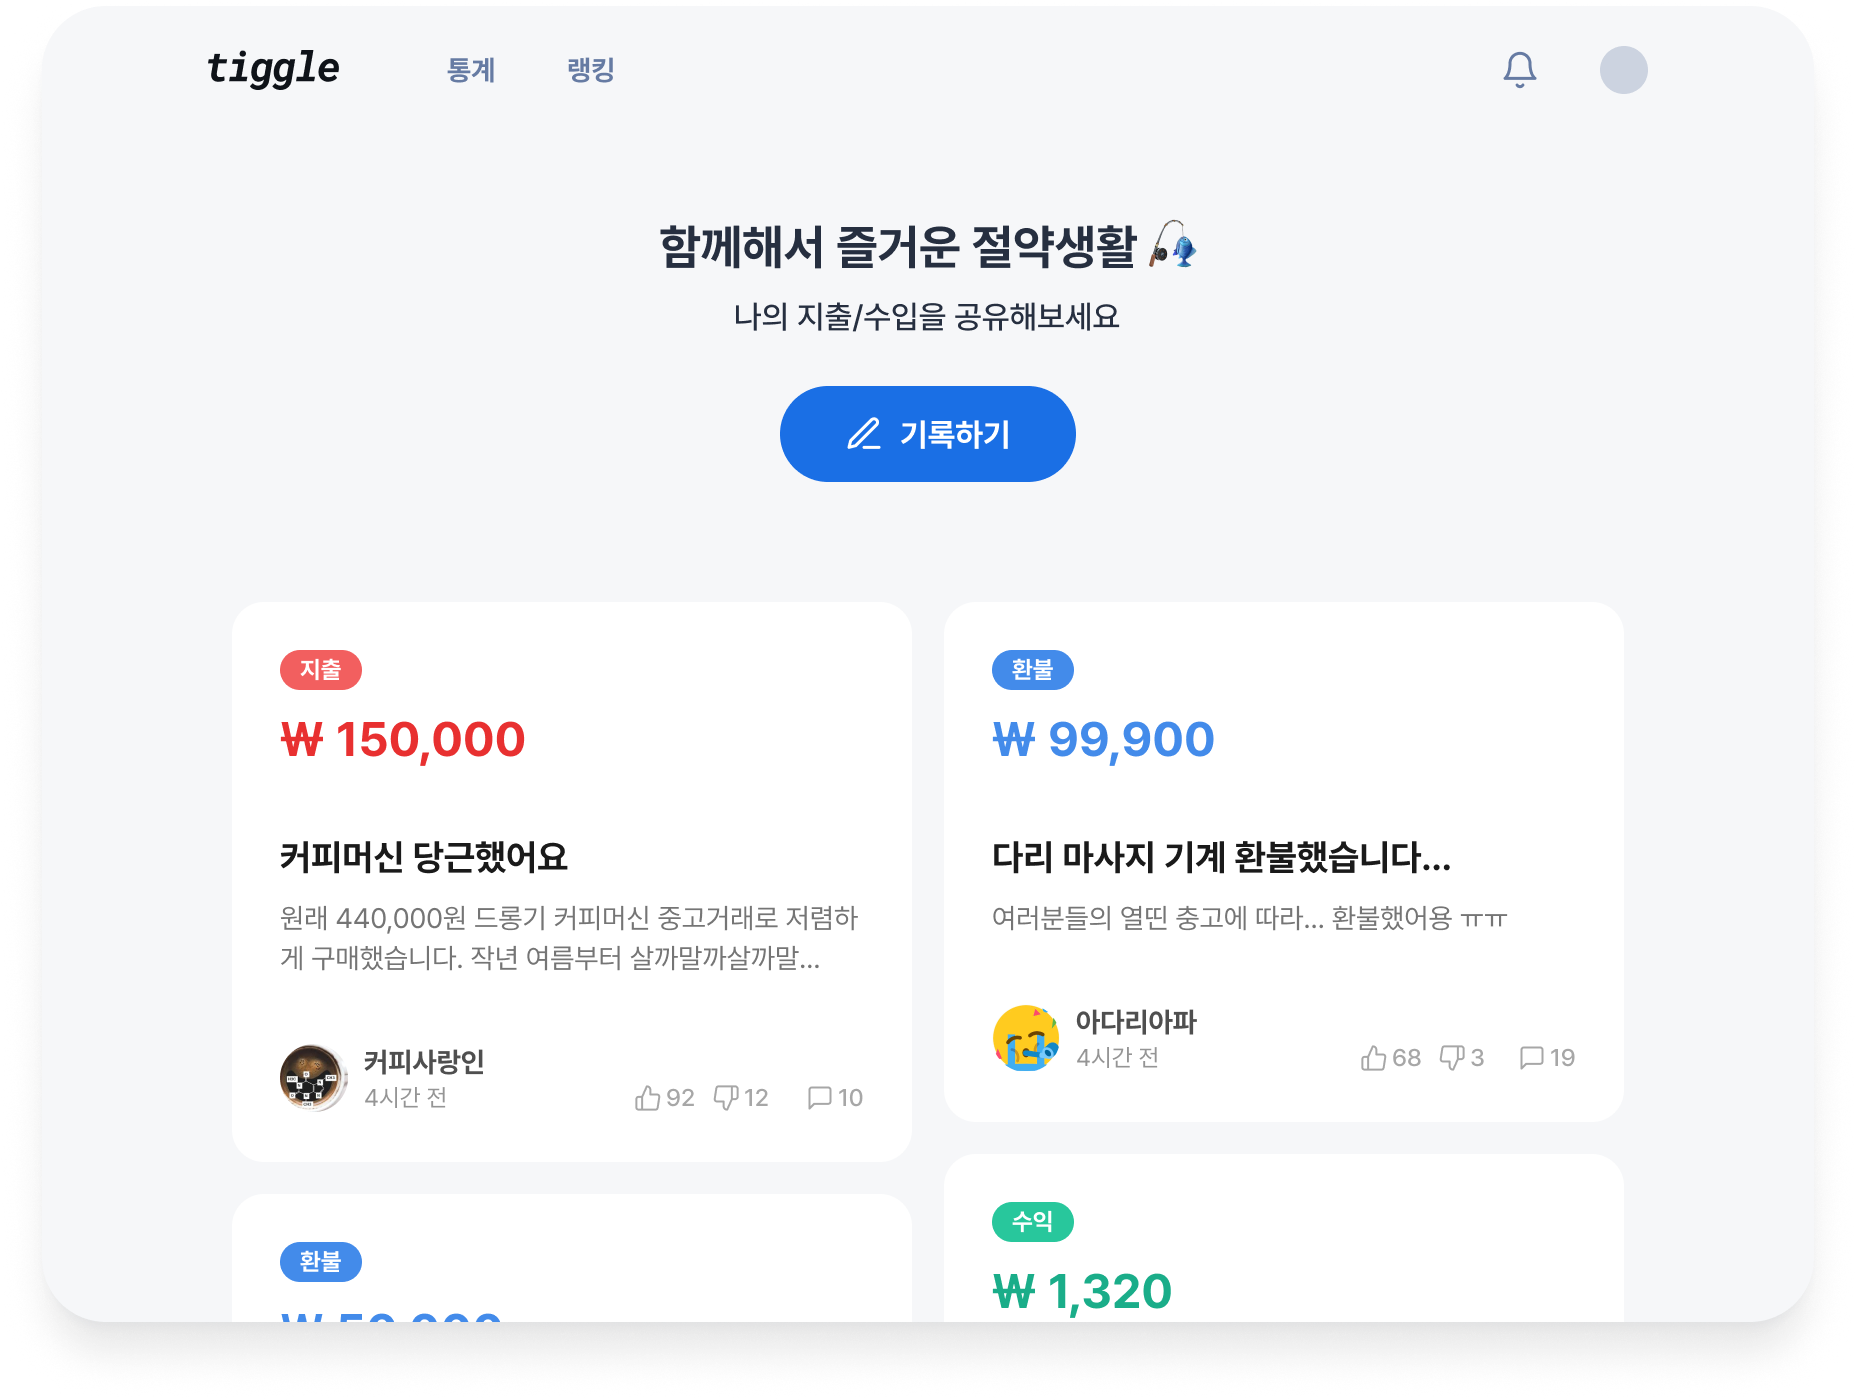 tiggle 통계 랭킹
함께해서 즐거운 절약생활
나의 지출/수입을 공유해보세요
기록하기
지출
₩ 150,000
커피머신 당근했어요
원래 440,000원 드롱기 커피머신 중고거래로 저렴하
게 구매했습니다. 작년 여름부터 살까말까살까말...
커피사랑인
4시간 전
92 12 10
환불
₩ 99,900
다리 마사지 기계 환불했습니다...
여러분들의 열띤 충고에 따라... 환불했어용 ㅠㅠ
아다리아파
4시간 전
68 3 19
환불
수익
₩ 1,320